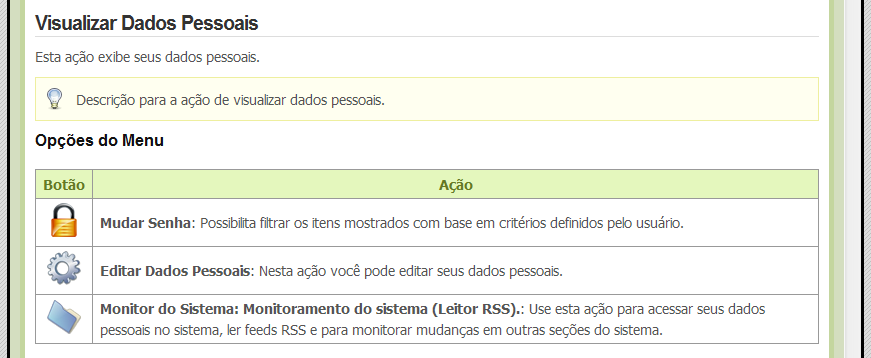 Visualizar Dados Pessoais
Esta ação exibe seus dados pessoais.
Descrição para a ação de visualizar dados pessoais.
Opções do Menu
Botão Ação
Mudar Senha: Possibilita filtrar os itens mostrados com base em critérios definidos pelo usuário.
Editar Dados Pessoais: Nesta ação você pode editar seus dados pessoais.
Monitor do Sistema: Monitoramento do sistema (Leitor RSS).: Use esta ação para acessar seus dados
pessoais no sistema, ler feeds RSS e para monitorar mudanças em outras seções do sistema.